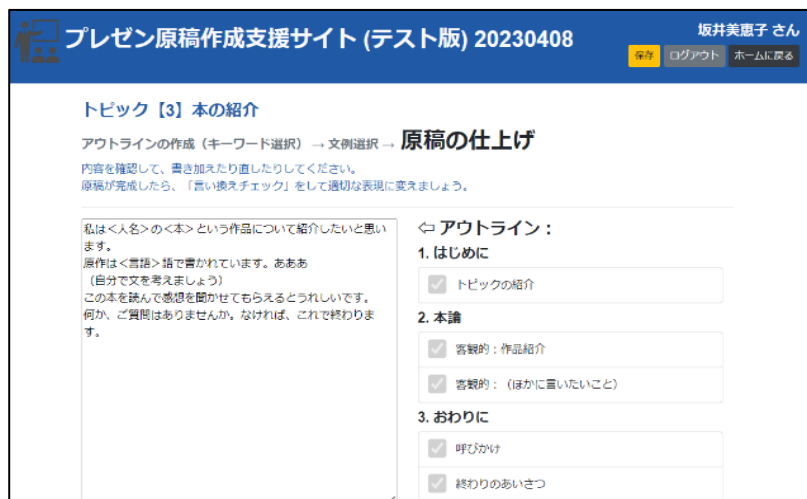 プレゼン原稿作成支援サイト (テスト版) 20230408
坂井美恵子 さん
保存 ログアウト ホームに戻る
トピック【3】本の紹介
アウトラインの作成（キーワード選択） → 文例選択 → 原稿の仕上げ
内容を確認して、書き加えたり直したりしてください。
原稿が完成したら、「言い換えチェック」をして適切な表現に変えましょう。
私は<人名>の<本>という作品について紹介したいと思い
ます。
原作は<言語>語で書かれています。あああ
（自分で文を考えましょう）
この本を読んで感想を聞かせてもらえるとうれしいです。
何か、ご質問はありませんか。なければ、これで終わりま
す。
⇦ アウトライン：
1. はじめに
トピックの紹介
2. 本論
客観的：作品紹介
客観的：（ほかに言いたいこと）
3. おわりに
呼びかけ
終わりのあいさつ